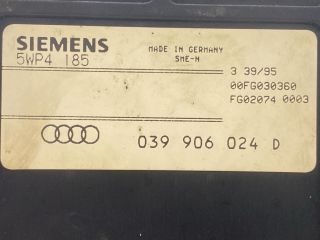 SIEMENS
5WP4 185
MADE IN GERMANY
SME-N
3 39/95
00FG030360
FG02074 0003
039 906 024 D